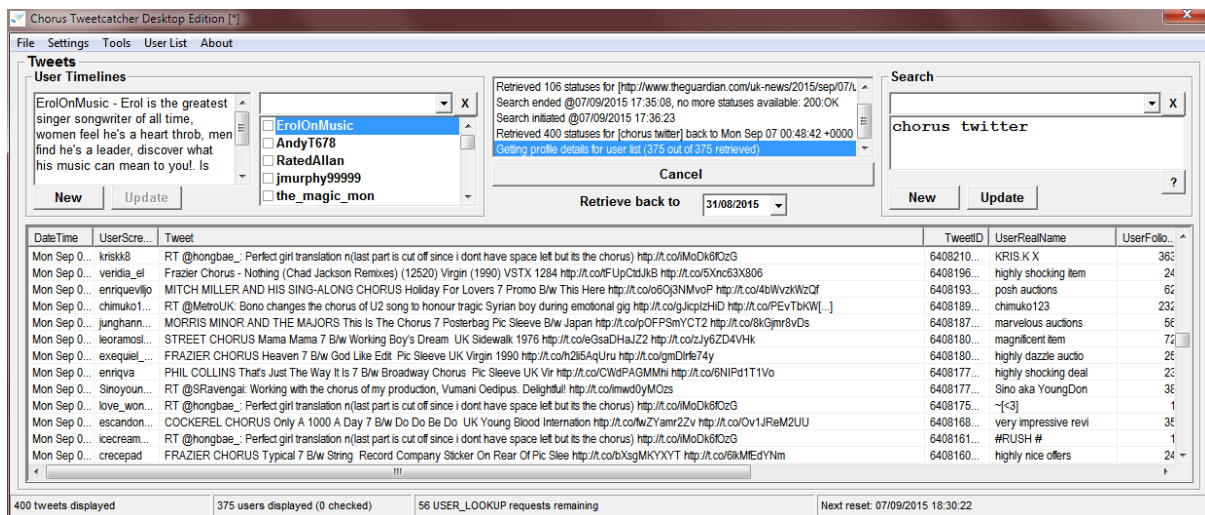 Chorus Tweetcatcher Desktop Edition [*]
File Settings Tools User List About
Tweets
User Timelines
ErolOnMusic - Erol is the greatest
singer songwriter of all time,
women feel he's a heart throb, men
find he's a leader, discover what
his music can mean to you!. Is
New Update
X
ErolOnMusic
AndyT678
RatedAllan
jmurphy99999
the_magic_mon
Retrieved 106 statuses for [http://www.theguardian.com/uk-news/2015/sep/07/
Search ended @07/09/2015 17:35:08, no more statuses available: 200:OK
Search initiated @07/09/2015 17:36:23
Retrieved 400 statuses for [chorus twitter] back to Mon Sep 07 00:48:42 +0000
Getting profile details for user list (375 out of 375 retrieved)
Cancel
Retrieve back to 31/08/2015
Search
X
chorus twitter
?
New Update
DateTime UserScre... Tweet TweetID UserRealName UserFollo...
Mon Sep 0... kriskk8 RT @hongbae_: Perfect girl translation n(last part is cut off since i dont have space left but its the chorus) http://t.co/iMoDk6fOzG 6408210... KRIS.K X 363
Mon Sep 0... veridia_el Frazier Chorus - Nothing (Chad Jackson Remixes) (12520) Virgin (1990) VSTX 1284 http://t.co/tFUpCtdJkB http://t.co/5Xnc63X806 6408196... highly shocking item 24
Mon Sep 0... enriquevlljo MITCH MILLER AND HIS SING-ALONG CHORUS Holiday For Lovers 7 Promo B/w This Here http://t.co/o6Oj3NMvoP http://t.co/4bWvzkWzQf 6408193... posh auctions 62
Mon Sep 0... chimuko1... RT @MetroUK: Bono changes the chorus of U2 song to honour tragic Syrian boy during emotional gig http://t.co/gJicpIzHiD http://t.co/PEvTbKW[...] 6408189... chimuko123 232
Mon Sep 0... junghann... MORRIS MINOR AND THE MAJORS This Is The Chorus 7 Posterbag Pic Sleeve B/w Japan http://t.co/pOFPSmYCT2 http://t.co/8kGjmr8vDs 6408187... marvelous auctions 56
Mon Sep 0... leoramosl... STREET CHORUS Mama Mama 7 B/w Working Boy's Dream UK Sidewalk 1976 http://t.co/eGsaDHaJZ2 http://t.co/zJy6ZD4VHk 6408180... magnificent item 72
Mon Sep 0... exequiel_... FRAZIER CHORUS Heaven 7 B/w God Like Edit Pic Sleeve UK Virgin 1990 http://t.co/h2li5AqUru http://t.co/gmDlrfe74y 6408180... highly dazzle auctio 25
Mon Sep 0... enriqva PHIL COLLINS That's Just The Way It Is 7 B/w Broadway Chorus Pic Sleeve UK Vir http://t.co/CWdPAGMMhi http://t.co/6NIPd1T1Vo 6408177... highly shocking deal 23
Mon Sep 0... Sinoyoun... RT @SRavengai: Working with the chorus of my production, Vumani Oedipus. Delightful! http://t.co/imwd0yMOzs 6408177... Sino aka YoungDon 38
Mon Sep 0... love_won... RT @hongbae_: Perfect girl translation n(last part is cut off since i dont have space left but its the chorus) http://t.co/iMoDk6fOzG 6408175... ~[<3] 1
Mon Sep 0... escandon... COCKEREL CHORUS Only A 1000 A Day 7 B/w Do Do Be Do UK Young Blood Internation http://t.co/fwZYamr2Zv http://t.co/Ov1JReM2UU 6408168... very impressive revi 35
Mon Sep 0... icecream... RT @hongbae_: Perfect girl translation n(last part is cut off since i dont have space left but its the chorus) http://t.co/iMoDk6fOzG 6408161... #RUSH # 1
Mon Sep 0... crecepad FRAZIER CHORUS Typical 7 B/w String Record Company Sticker On Rear Of Pic Slee http://t.co/bXsgMKYXYT http://t.co/6lkMfEdYNm 6408160... highly nice offers 24
400 tweets displayed 375 users displayed (0 checked) 56 USER_LOOKUP requests remaining Next reset: 07/09/2015 18:30:22